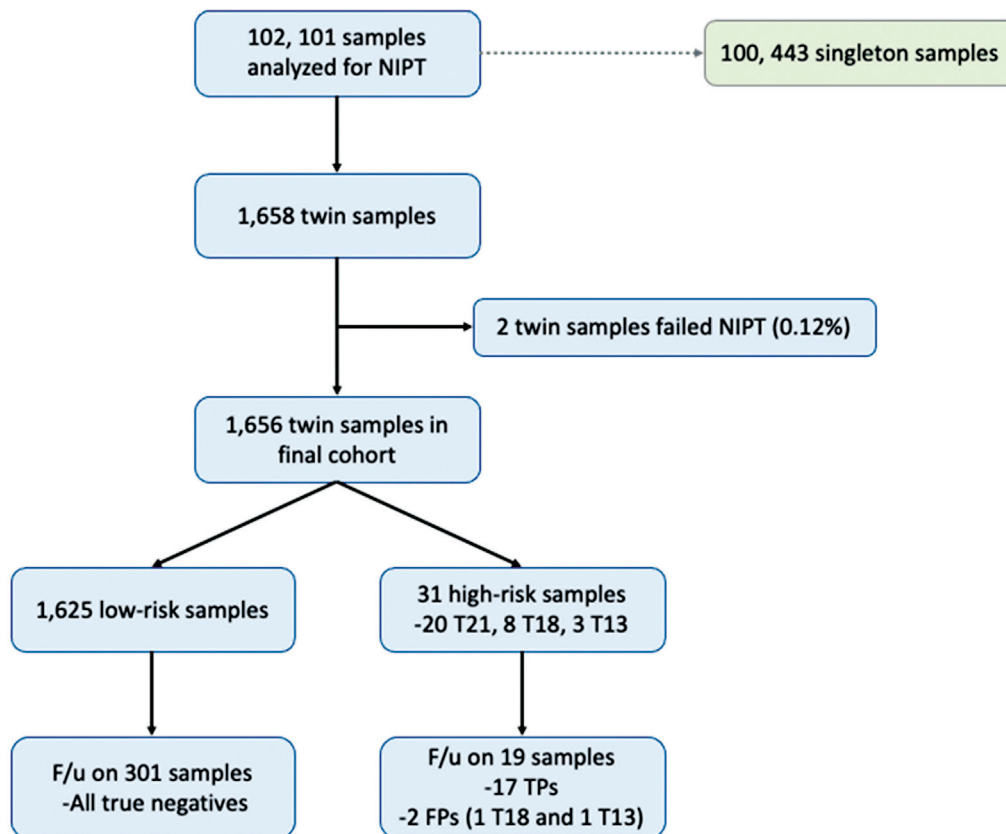 102, 101 samples
analyzed for NIPT
100, 443 singleton samples
1,658 twin samples
2 twin samples failed NIPT (0.12%)
1,656 twin samples in
final cohort
1,625 low-risk samples
31 high-risk samples
-20 T21, 8 T18, 3 T13
F/u on 301 samples
-All true negatives
F/u on 19 samples
-17 TPs
-2 FPs (1 T18 and 1 T13)